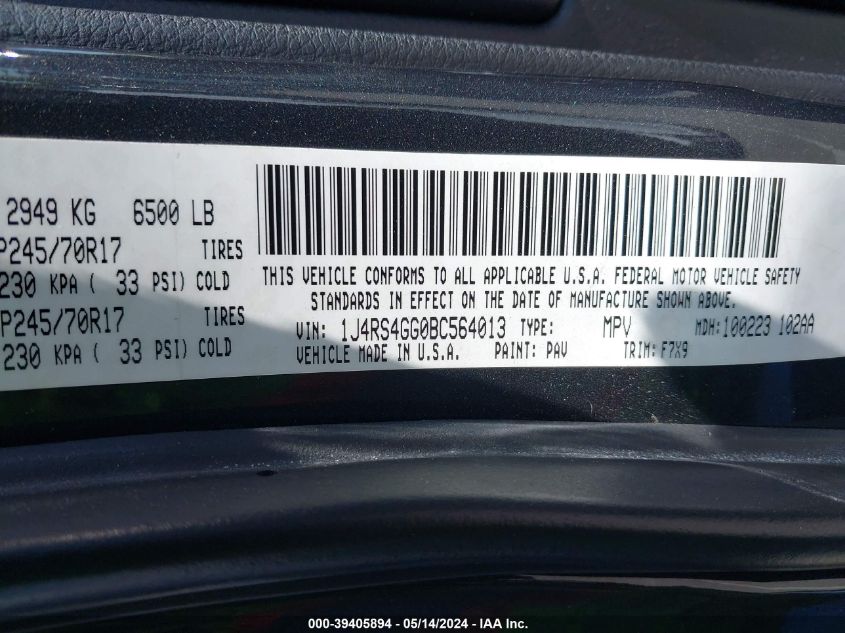 2949 KG 6500 LB
P245/70R17 TIRES
230 KPA ( 33 PSI) COLD
P245/70R17 TIRES
230 KPA ( 33 PSI) COLD
THIS VEHICLE CONFORMS TO ALL APPLICABLE U.S.A. FEDERAL MOTOR VEHICLE SAFETY
STANDARDS IN EFFECT ON THE DATE OF MANUFACTURE SHOWN ABOVE.
VIN: 1J4RS4GG0BC564013 TYPE: MPV MDH: 100223 102AA
VEHICLE MADE IN U.S.A. PAINT: PAV TRIM: F7X9
000-39405894 - 05/14/2024 - IAA Inc.